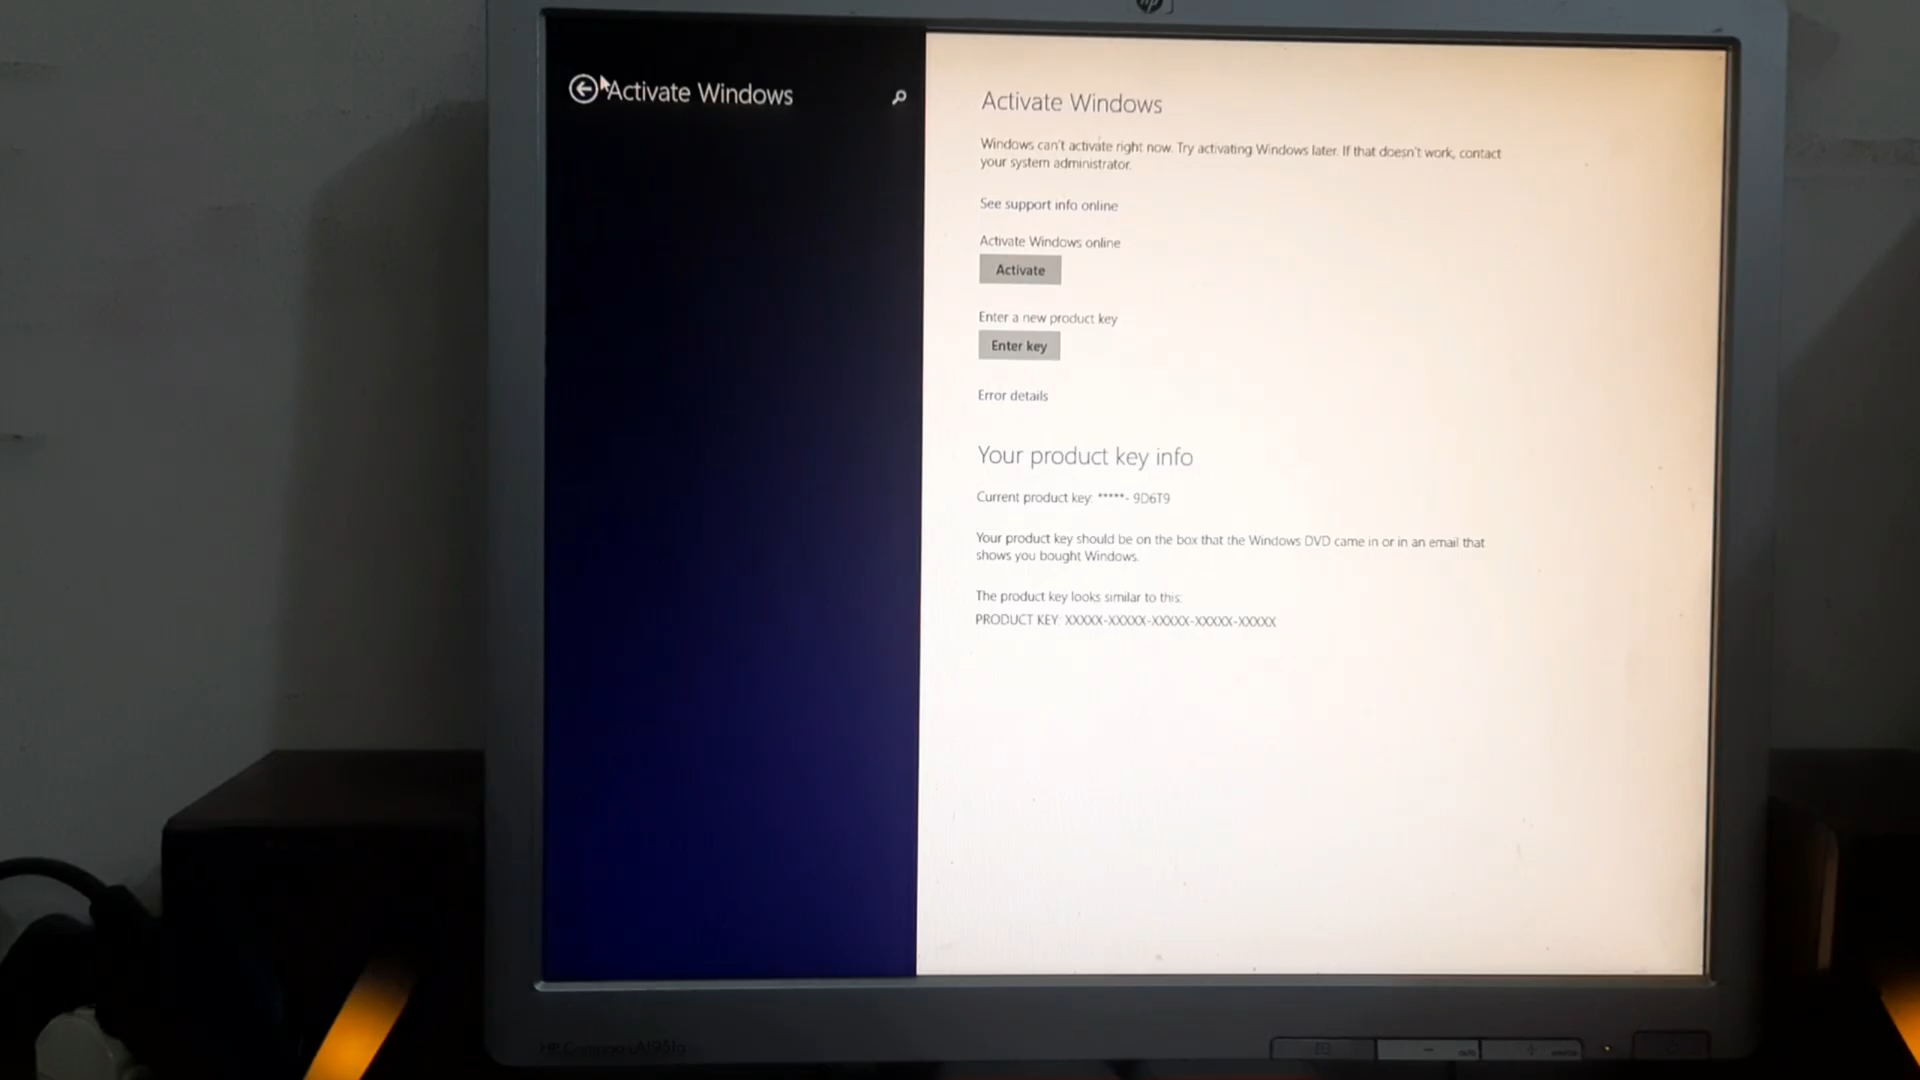 hp
Activate Windows
Activate Windows
Windows can't activate right now. Try activating Windows later. If that doesn't work, contact
your system administrator.
See support info online
Activate Windows online
Activate
Enter a new product key
Enter key
Error details
Your product key info
Current product key: *****- 9D6T9
Your product key should be on the box that the Windows DVD came in or in an email that
shows you bought Windows.
The product key looks similar to this:
PRODUCT KEY: XXXXX-XXXXX-XXXXX-XXXXX-XXXXX
HP Compaq LA1951g